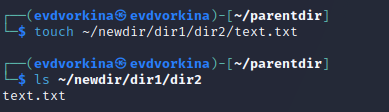 ┌──(evdvorkina㉿evdvorkina)-[~/parentdir]
└─$ touch ~/newdir/dir1/dir2/text.txt
┌──(evdvorkina㉿evdvorkina)-[~/parentdir]
└─$ ls ~/newdir/dir1/dir2
text.txt